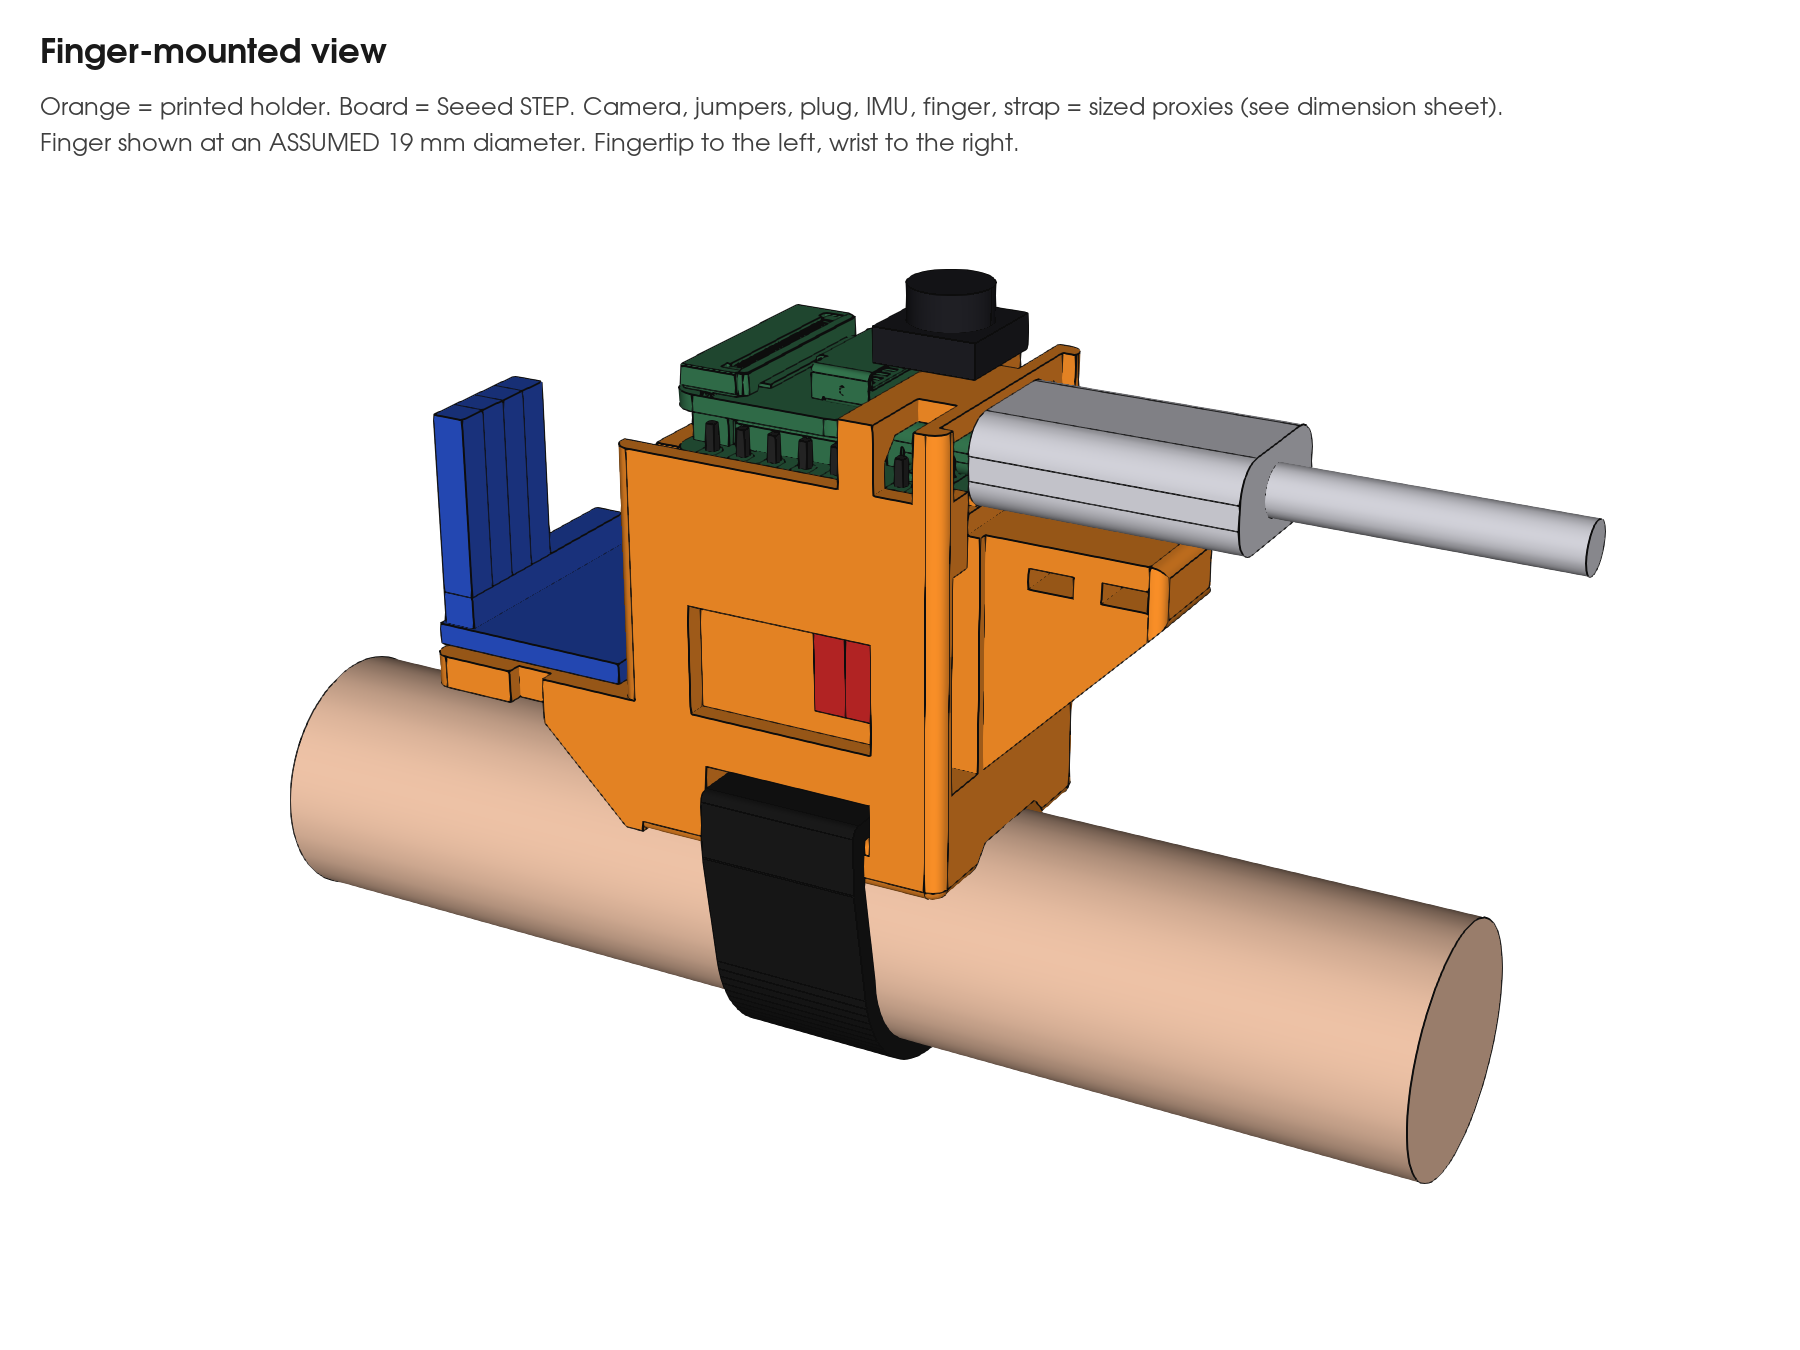 Finger-mounted view
Orange = printed holder. Board = Seeed STEP. Camera, jumpers, plug, IMU, finger, strap = sized proxies (see dimension sheet).
Finger shown at an ASSUMED 19 mm diameter. Fingertip to the left, wrist to the right.